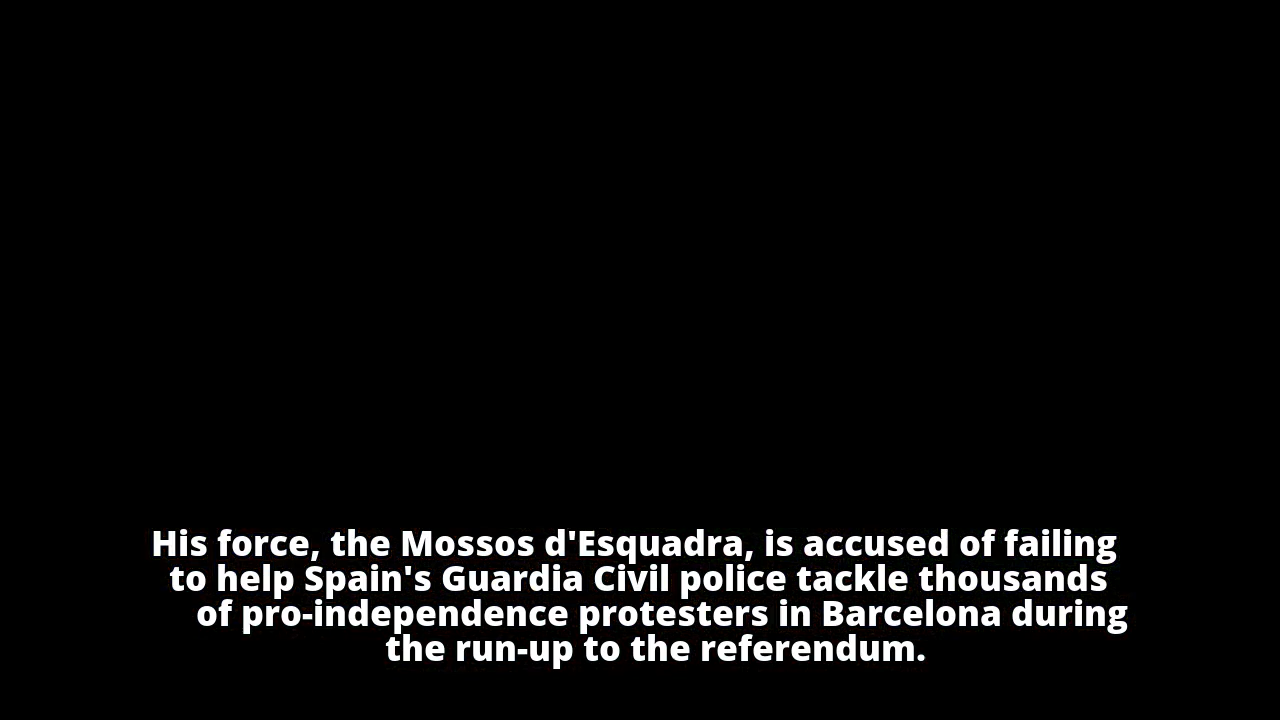 His force, the Mossos d'Esquadra, is accused of failing
to help Spain's Guardia Civil police tackle thousands
of pro-independence protesters in Barcelona during
the run-up to the referendum.